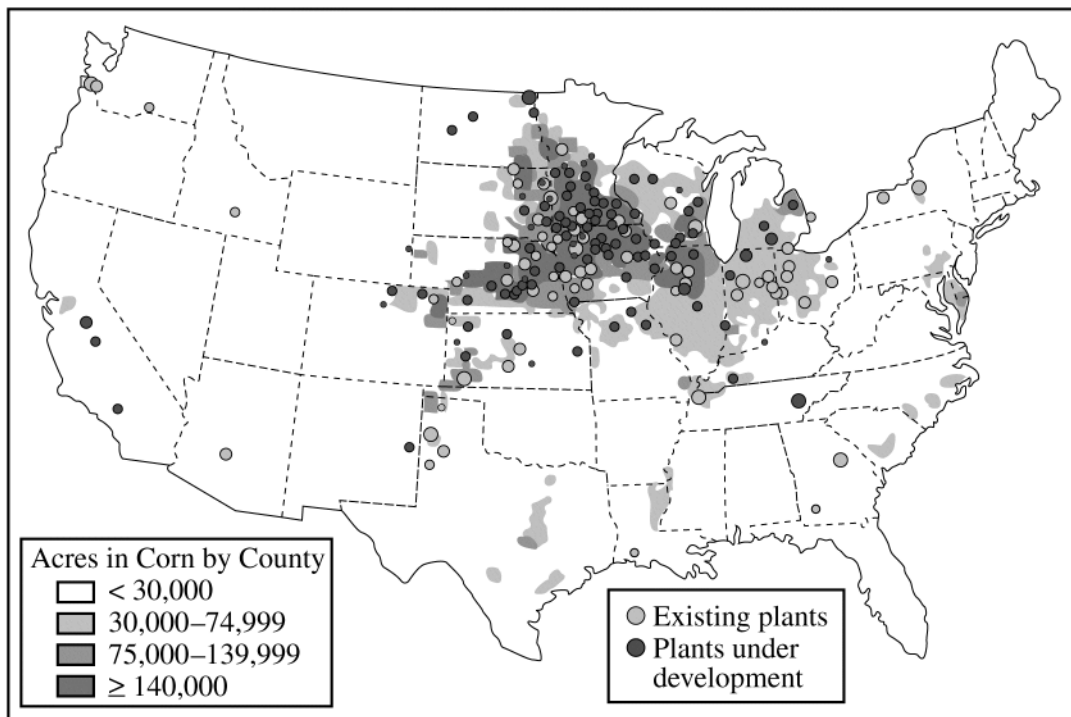 Acres in Corn by County
< 30,000
30,000–74,999
75,000–139,999
≥ 140,000
Existing plants
Plants under
development